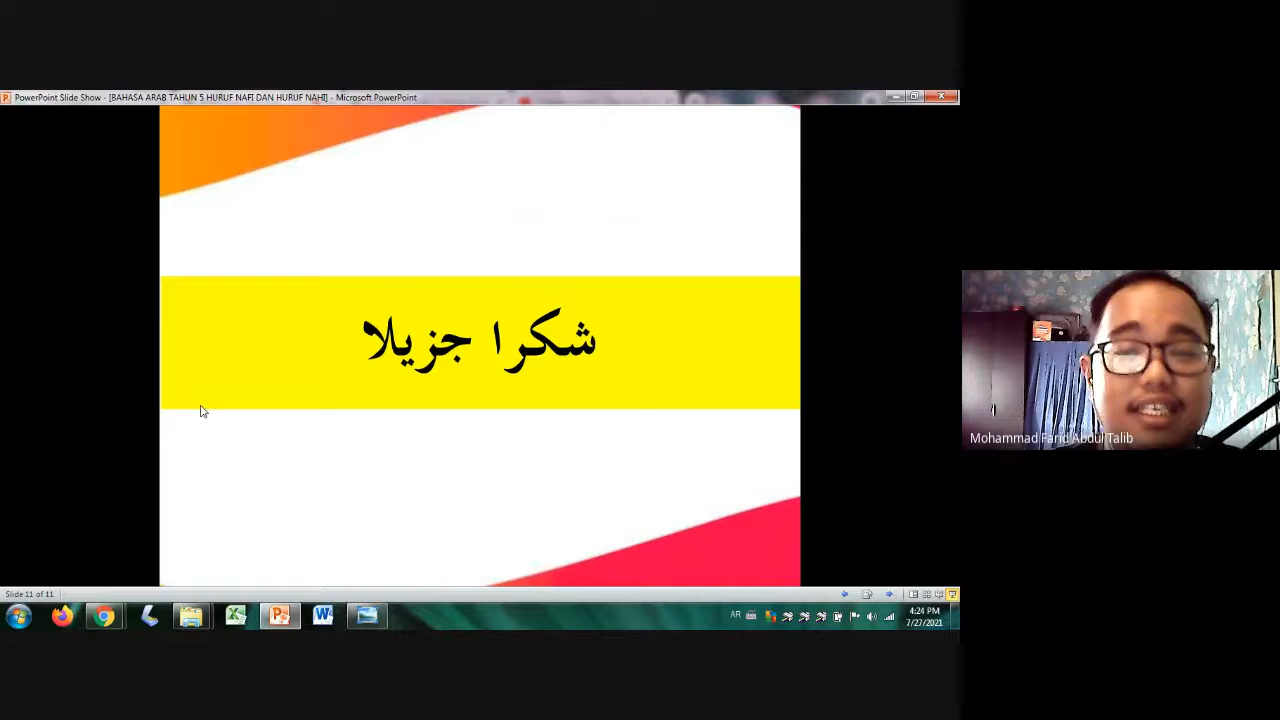 PowerPoint Slide Show - [BAHASA ARAB TAHUN 5 HURUF NAFI DAN HURUF NAHI] - Microsoft PowerPoint
شكرا جزيلا
Mohammad Farid Abdul Talib
Slide 11 of 11
AR
4:24 PM
7/27/2021